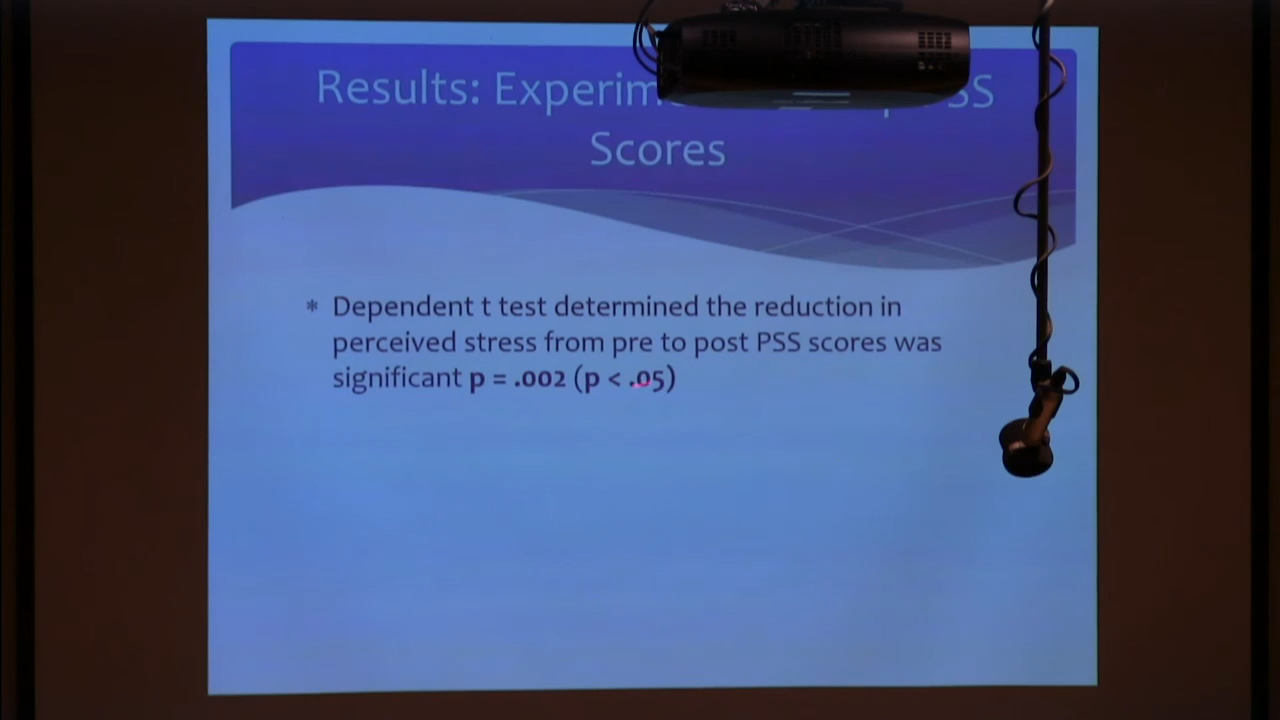 Results: Experim SS
Scores
* Dependent t test determined the reduction in
perceived stress from pre to post PSS scores was
significant p = .002 (p < .05)